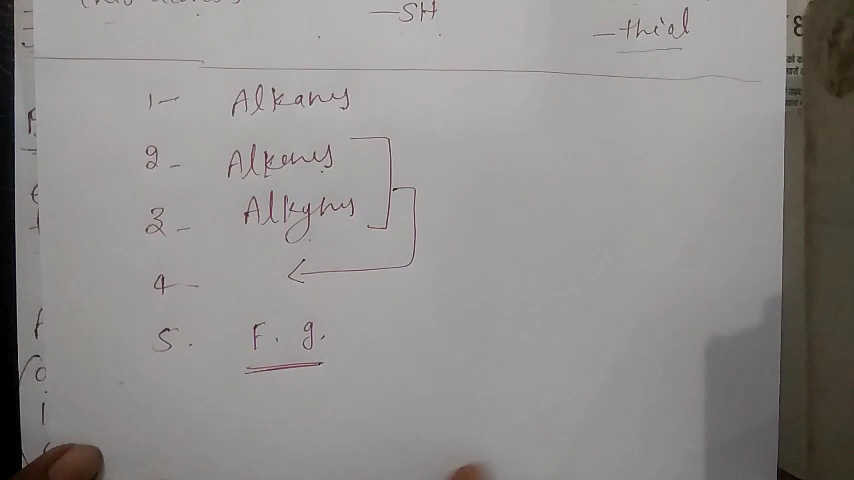 —SH
—thiol
1— Alkanes
2- Alkenes
3- Alkynes
4-
5. F. g.